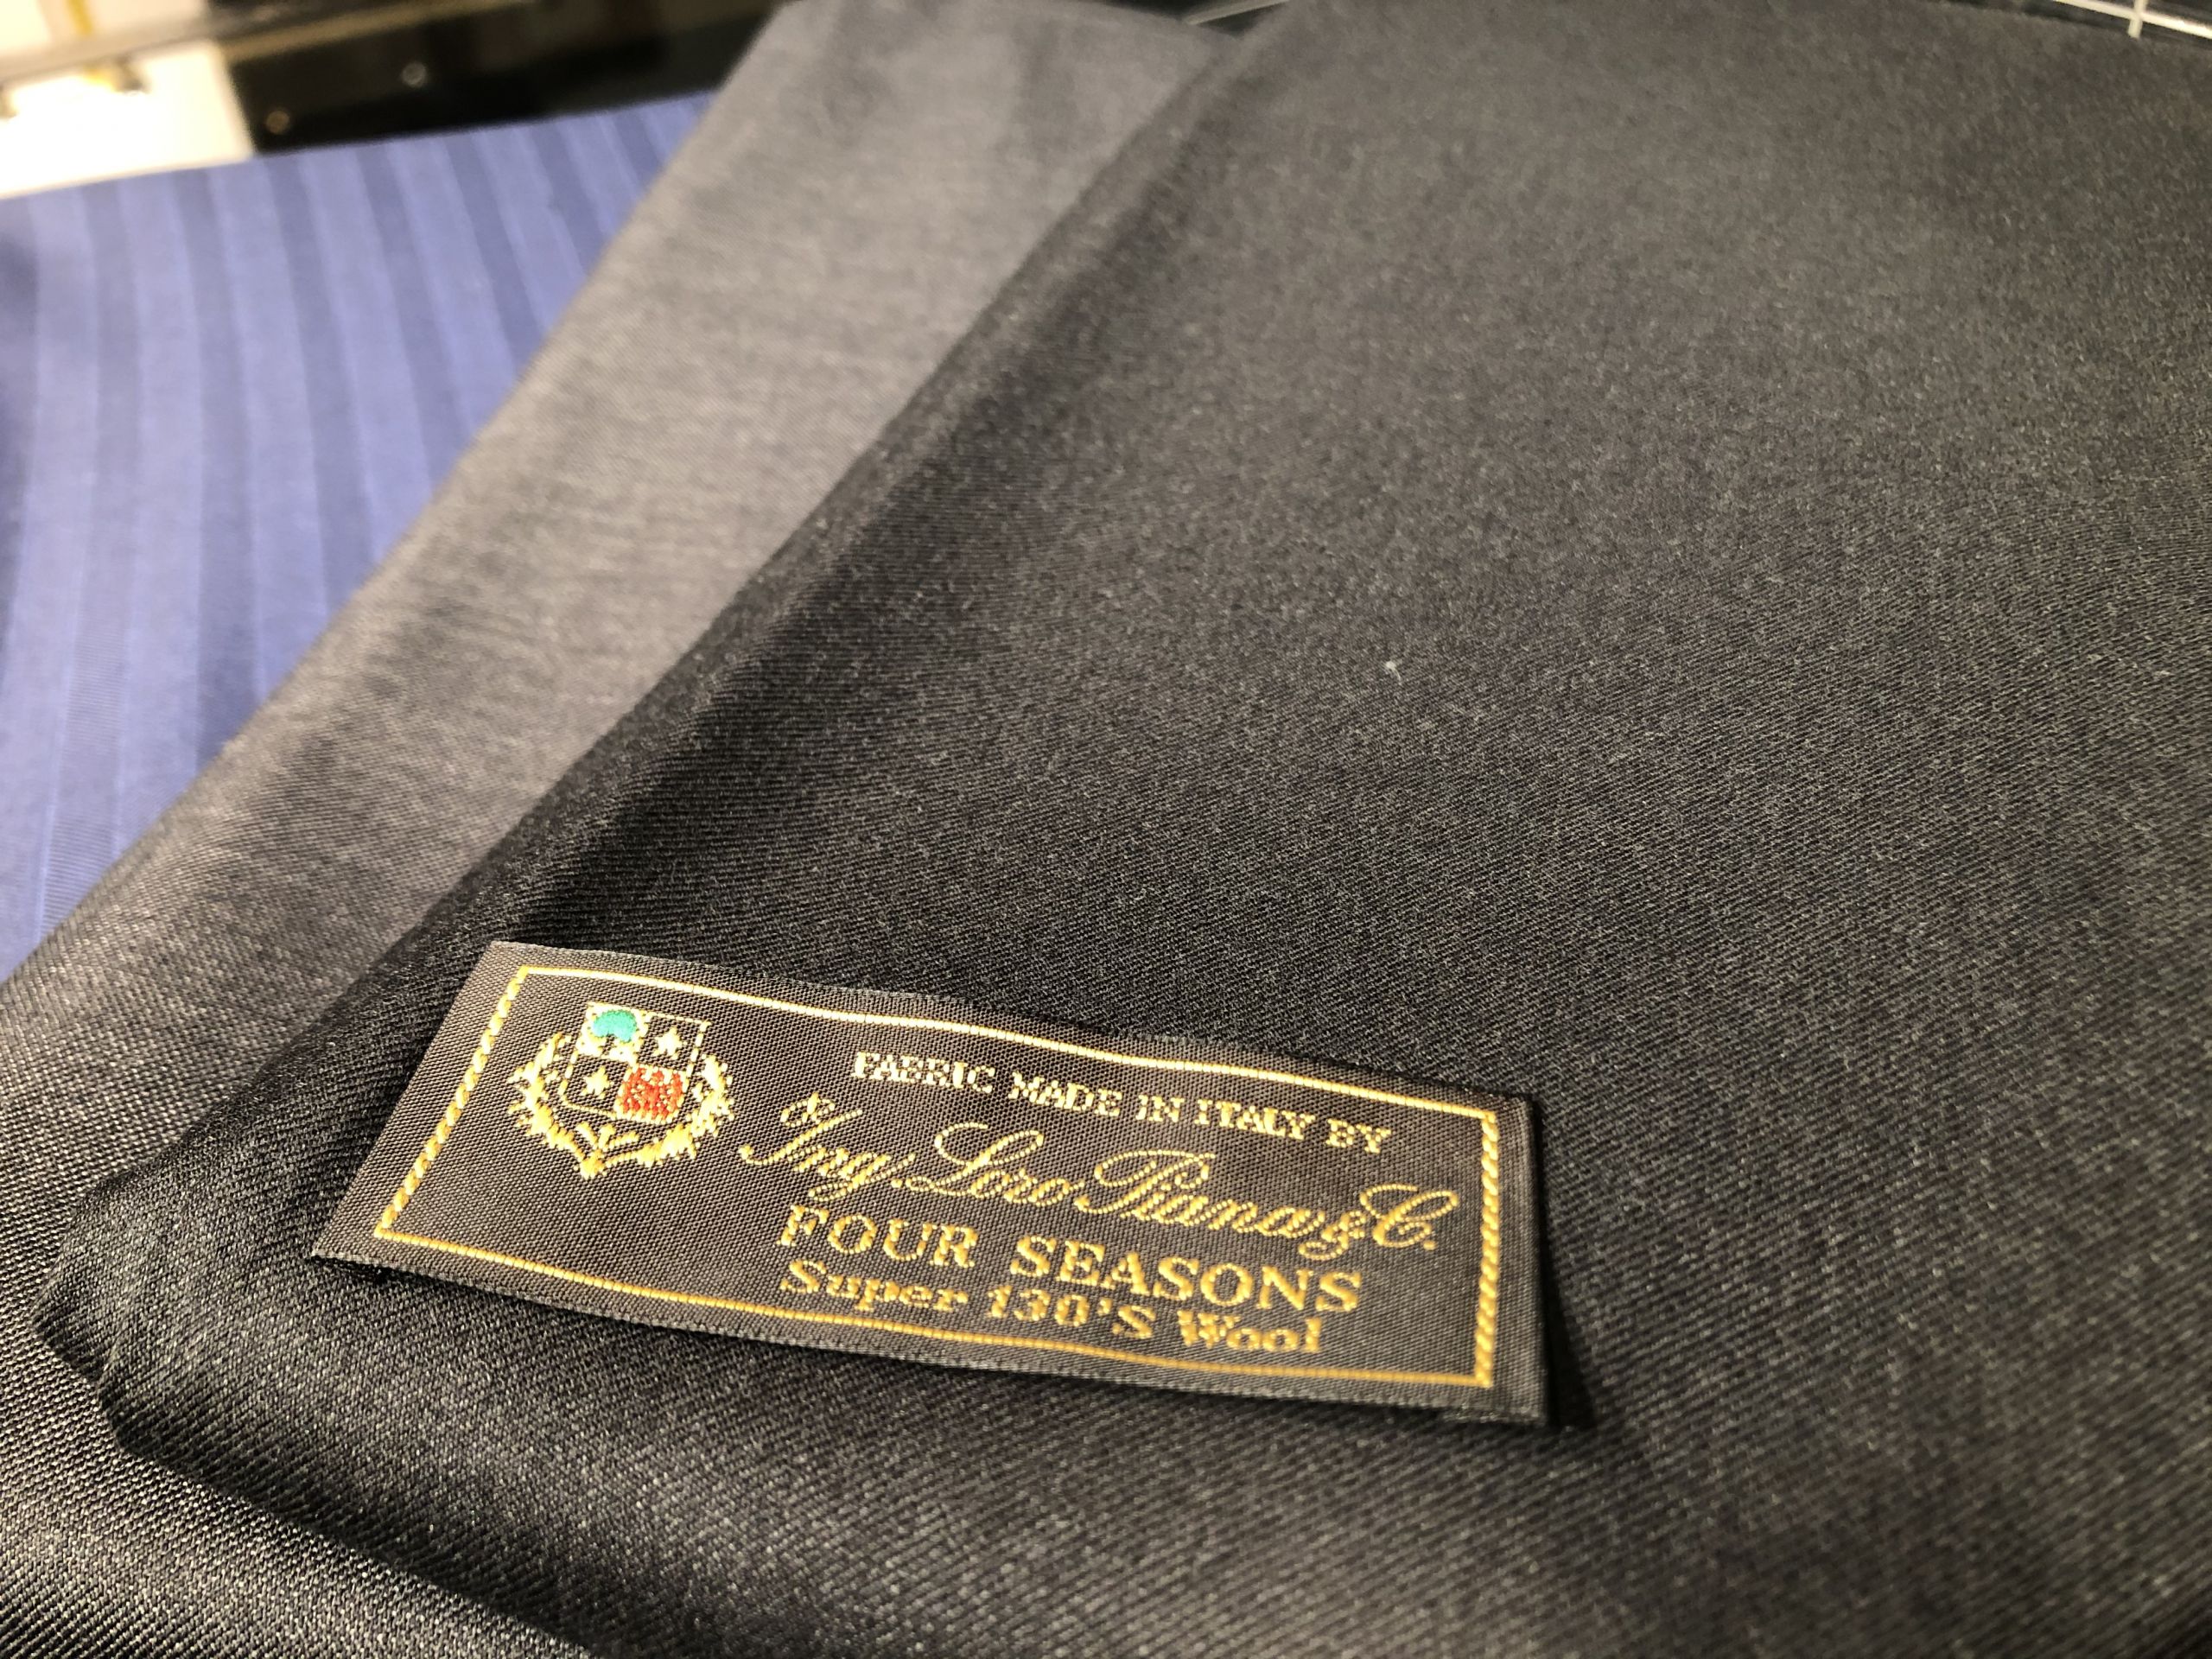 FABRIC MADE IN ITALY BY
Ing. Loro Piana & C.
FOUR SEASONS
Super 130'S Wool